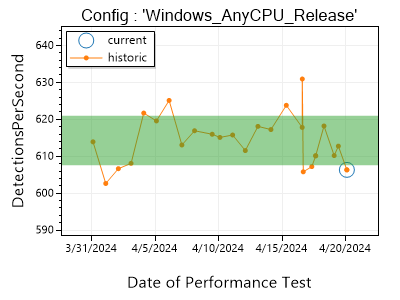 Config : 'Windows_AnyCPU_Release'
current
historic
DetectionsPerSecond
640
630
620
610
600
590
3/31/2024
4/5/2024
4/10/2024
4/15/2024
4/20/2024
Date of Performance Test